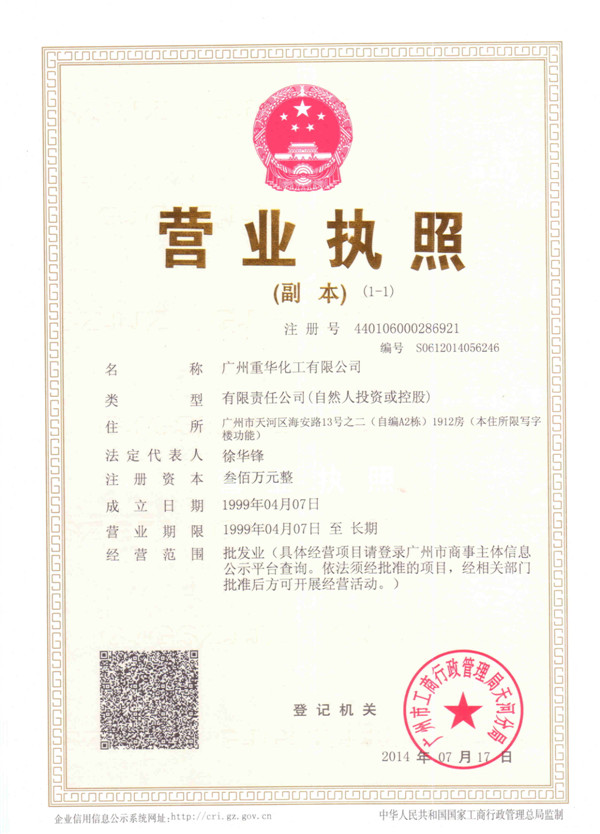 营业执照
(副 本) (1-1)
注 册 号 440106000286921
编号 S0612014056246
名 称 广州重华化工有限公司
类 型 有限责任公司(自然人投资或控股)
住 所 广州市天河区海安路13号之二（自编A2栋）1912房（本住所限写字
楼功能）
法定代表人 徐华锋
注 册 资 本 叁佰万元整
成 立 日 期 1999年04月07日
营 业 期 限 1999年04月07日 至 长期
经 营 范 围 批发业（具体经营项目请登录广州市商事主体信息
公示平台查询。依法须经批准的项目，经相关部门
批准后方可开展经营活动。）
广州市工商行政管理局天河分局
登 记 机 关
2014 年 07 月 17 日
企业信用信息公示系统网址:http://cri.gz.gov.cn
中华人民共和国国家工商行政管理总局监制